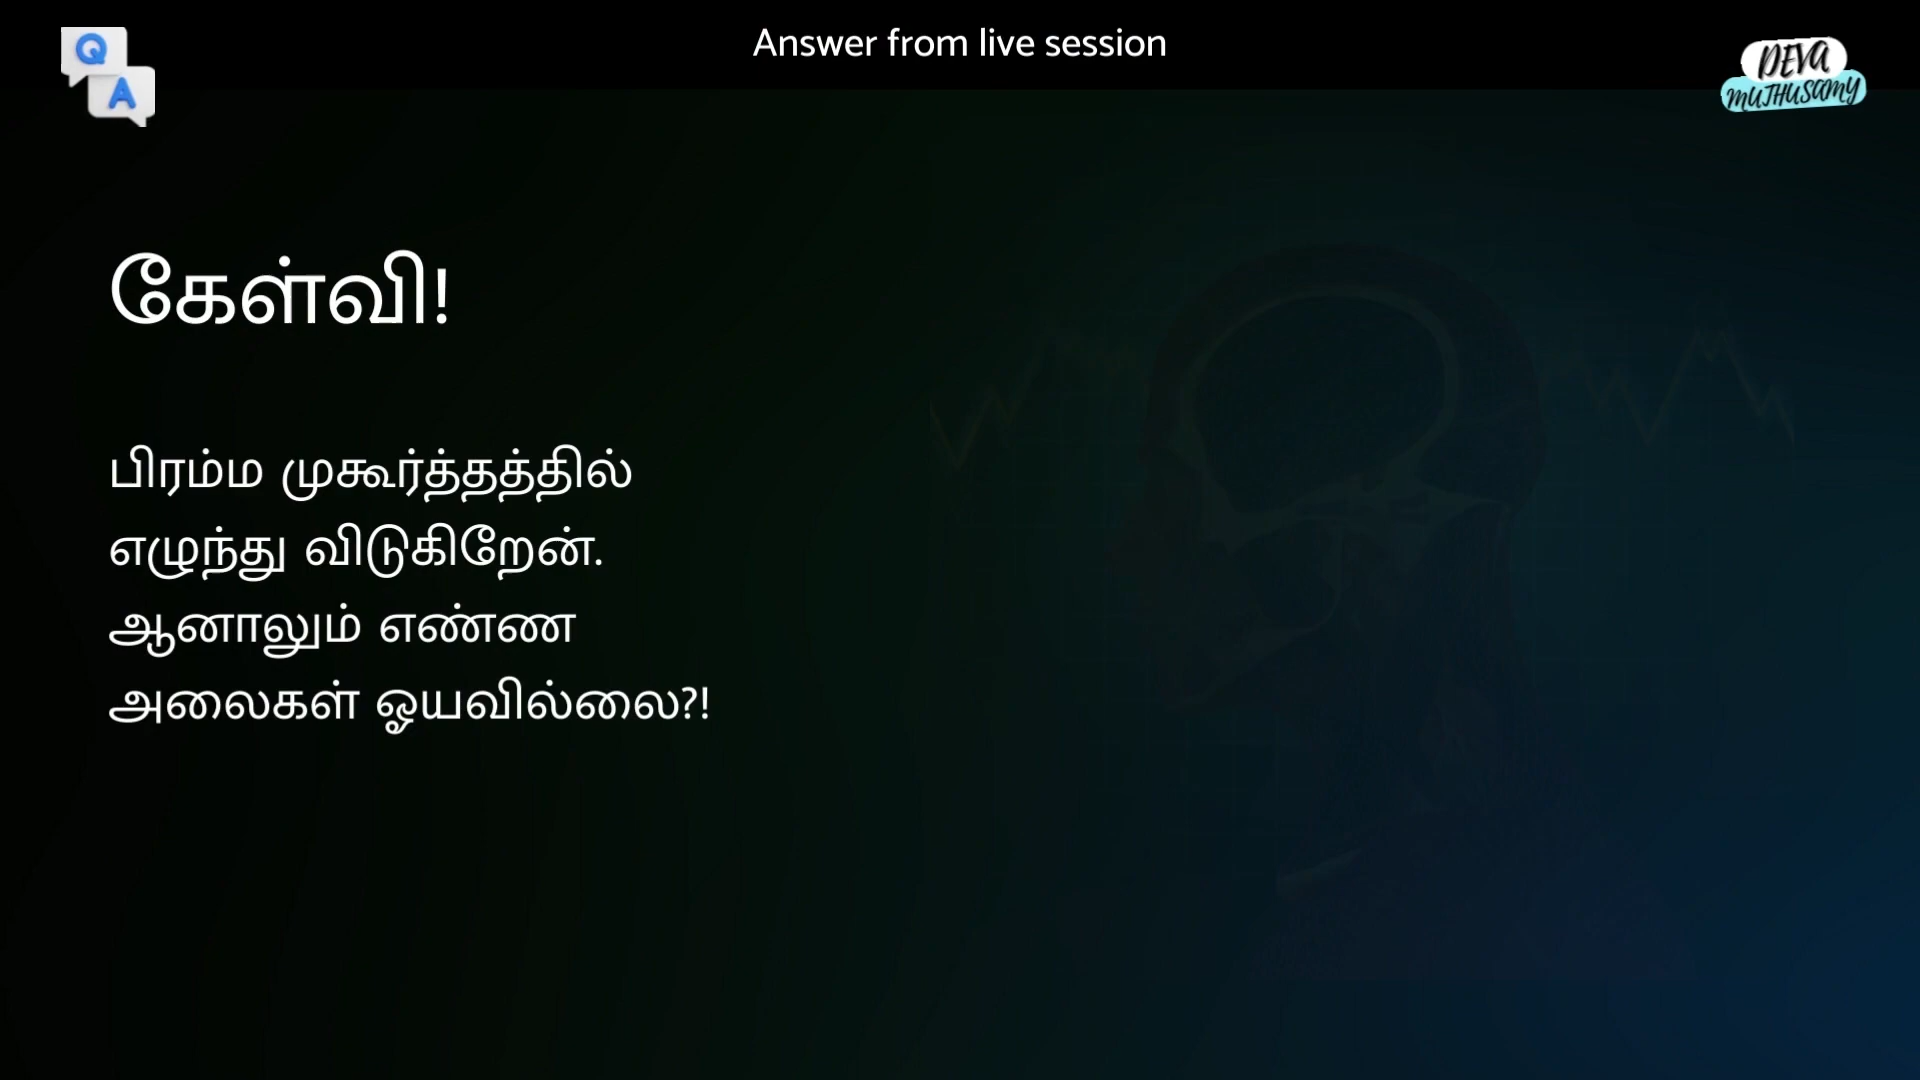 Answer from live session
Q
A
DEVA
MUTHUSAMY
கேள்வி!
பிரம்ம முகூர்த்தத்தில்
எழுந்து விடுகிறேன்.
ஆனாலும் எண்ண
அலைகள் ஓயவில்லை?!